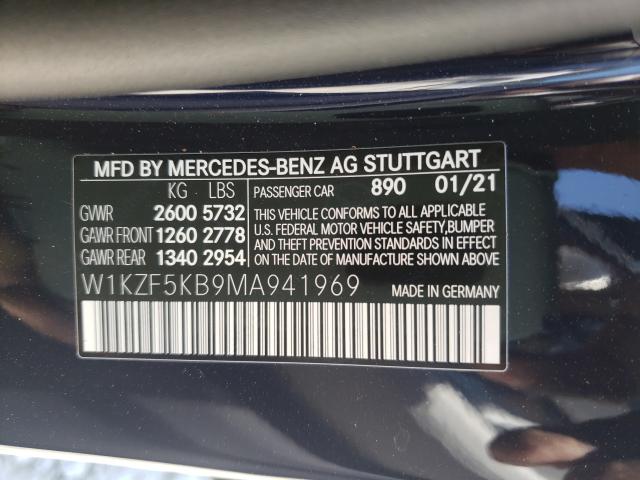 MFD BY MERCEDES-BENZ AG STUTTGART
KG LBS PASSENGER CAR 890 01/21
GVWR 2600 5732 THIS VEHICLE CONFORMS TO ALL APPLICABLE
U.S. FEDERAL MOTOR VEHICLE SAFETY,BUMPER
GAWR FRONT 1260 2778 AND THEFT PREVENTION STANDARDS IN EFFECT
GAWR REAR 1340 2954 ON THE DATE OF MANUFACTURE SHOWN ABOVE.
W1KZF5KB9MA941969 MADE IN GERMANY